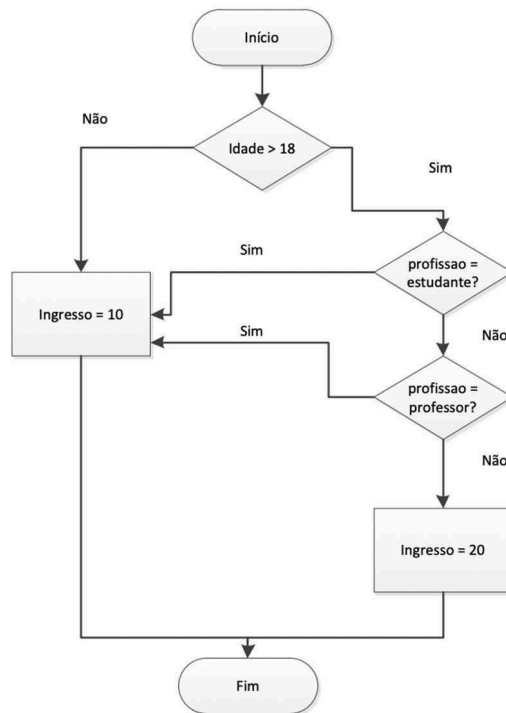 Início
Não
Idade > 18
Sim
Sim
profissao =
estudante?
Ingresso = 10
Sim
Não
profissao =
professor?
Não
Ingresso = 20
Fim